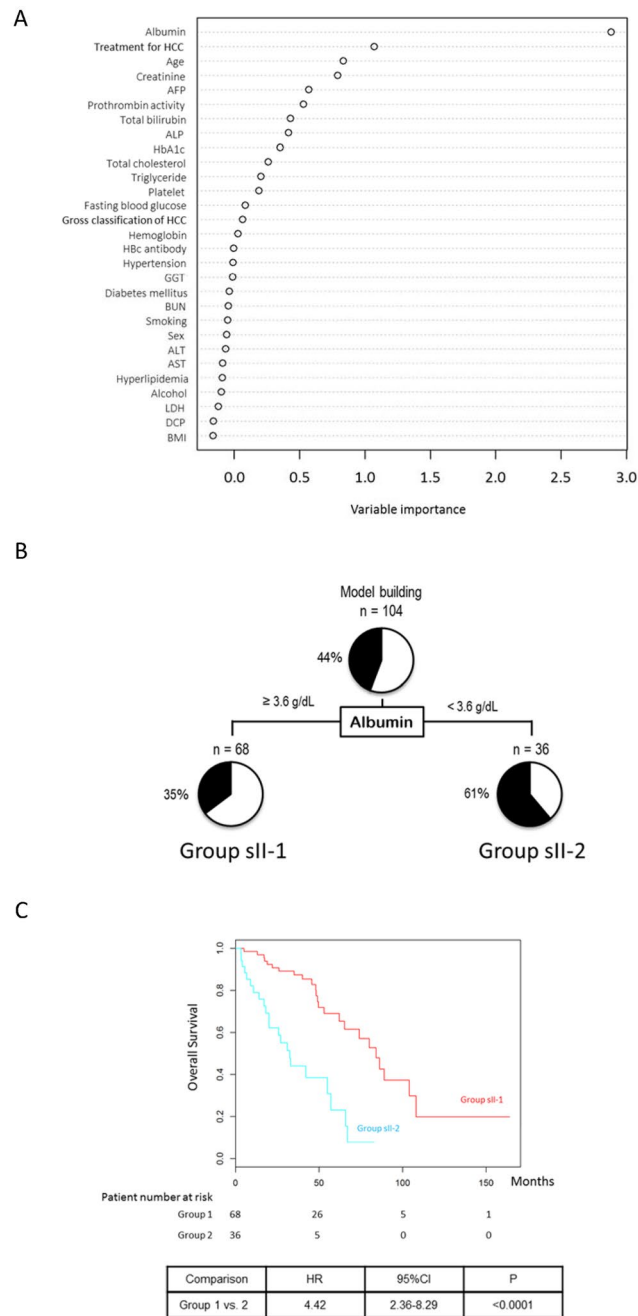 A
Albumin
Treatment for HCC
Age
Creatinine
AFP
Prothrombin activity
Total bilirubin
ALP
HbA1c
Total cholesterol
Triglyceride
Platelet
Fasting blood glucose
Gross classification of HCC
Hemoglobin
HBc antibody
Hypertension
GGT
Diabetes mellitus
BUN
Smoking
Sex
ALT
AST
Hyperlipidemia
Alcohol
LDH
DCP
BMI
0.0 0.5 1.0 1.5 2.0 2.5 3.0
Variable importance
B
Model building
n = 104
44%
≥ 3.6 g/dL Albumin < 3.6 g/dL
n = 68 n = 36
35% 61%
Group sII-1 Group sII-2
C
Overall Survival
1.0
0.8
0.6
0.4
0.2
0.0
Group sII-1
Group sII-2
0 50 100 150 Months
Patient number at risk
Group 1 68 26 5 1
Group 2 36 5 0 0
Comparison HR 95%CI P
Group 1 vs. 2 4.42 2.36-8.29 <0.0001